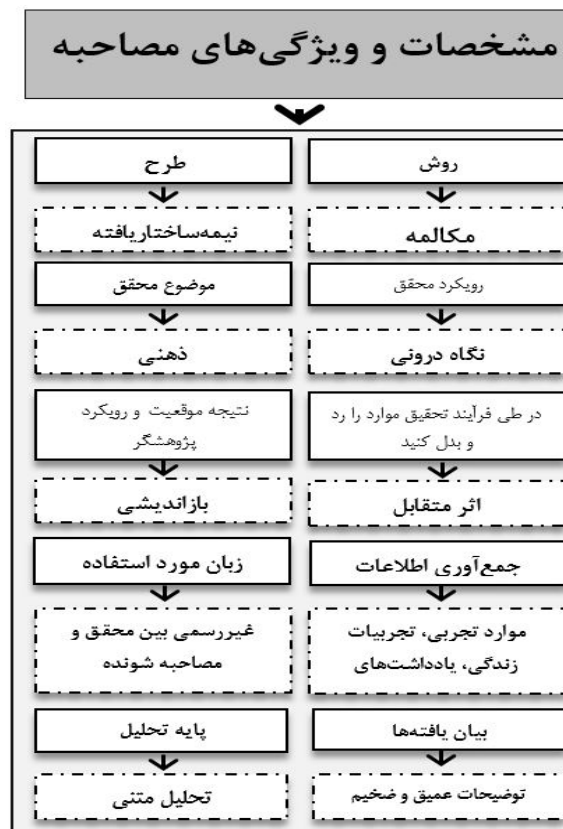 مشخصات و ویژگی‌های مصاحبه
روش
مکالمه
رویکرد محقق
نگاه درونی
در طی فرآیند تحقیق موارد را رد
و بدل کنید
اثر متقابل
جمع‌آوری اطلاعات
موارد تجربی، تجربیات
زندگی، یادداشت‌های
بیان یافته‌ها
توضیحات عمیق و ضخیم
طرح
نیمه‌ساختاریافته
موضوع محقق
ذهنی
نتیجه موقعیت و رویکرد
پژوهشگر
بازاندیشی
زبان مورد استفاده
غیررسمی بین محقق و
مصاحبه شونده
پایه تحلیل
تحلیل متنی